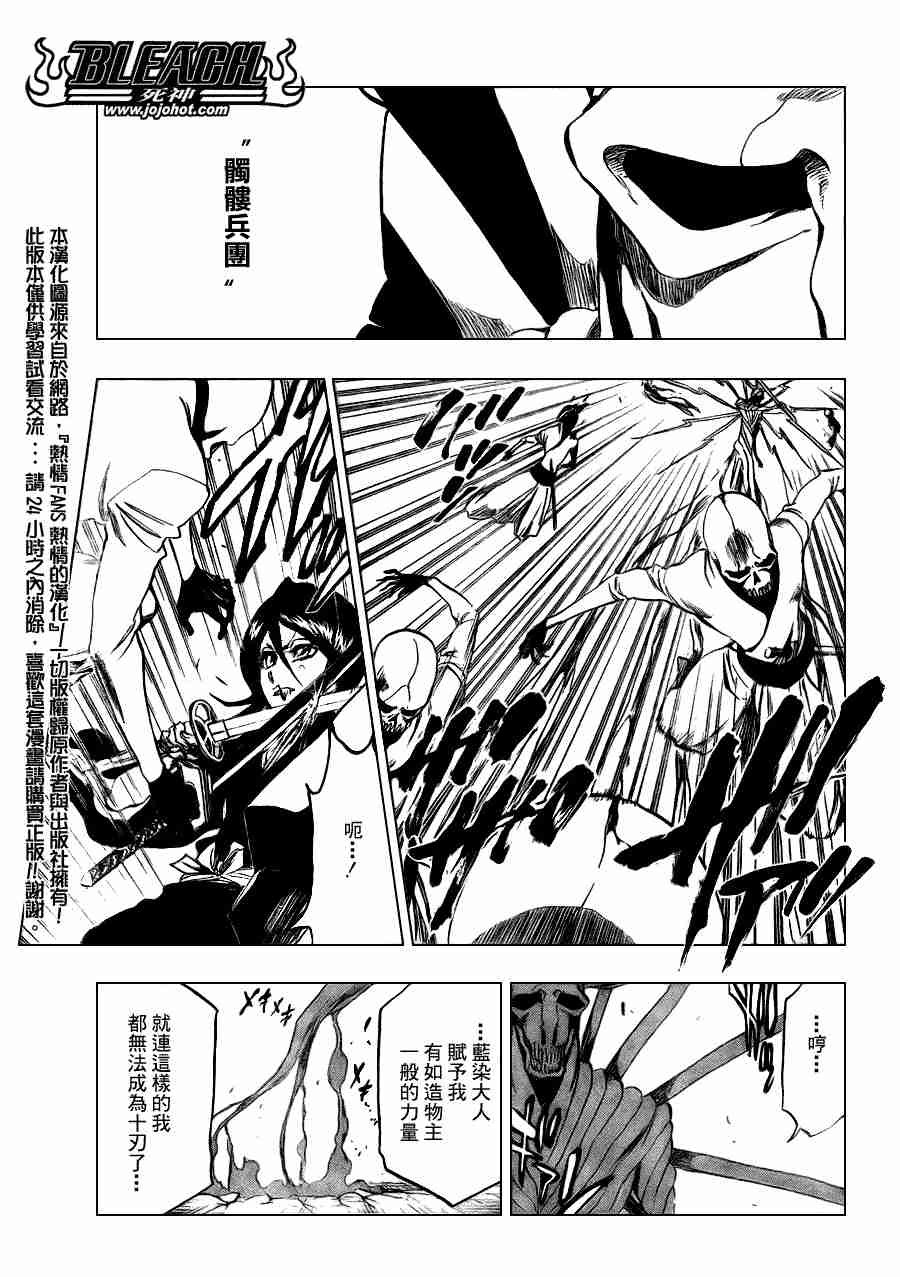 BLEACH
死神
www.jojohot.com
〝髑髏兵團〞
本漢化圖源來自於網路，『熱情FANS熱情的漢化』一切版權歸原作者與出版社擁有！
此版本僅供學習試看交流…請24小時之內消除，喜歡這套漫畫請購買正版!!謝謝。
呃…！
…哼…
…藍染大人
賦予我
有如造物主
一般的力量
就連這樣的我
都無法成為十刃了…
メキメキ